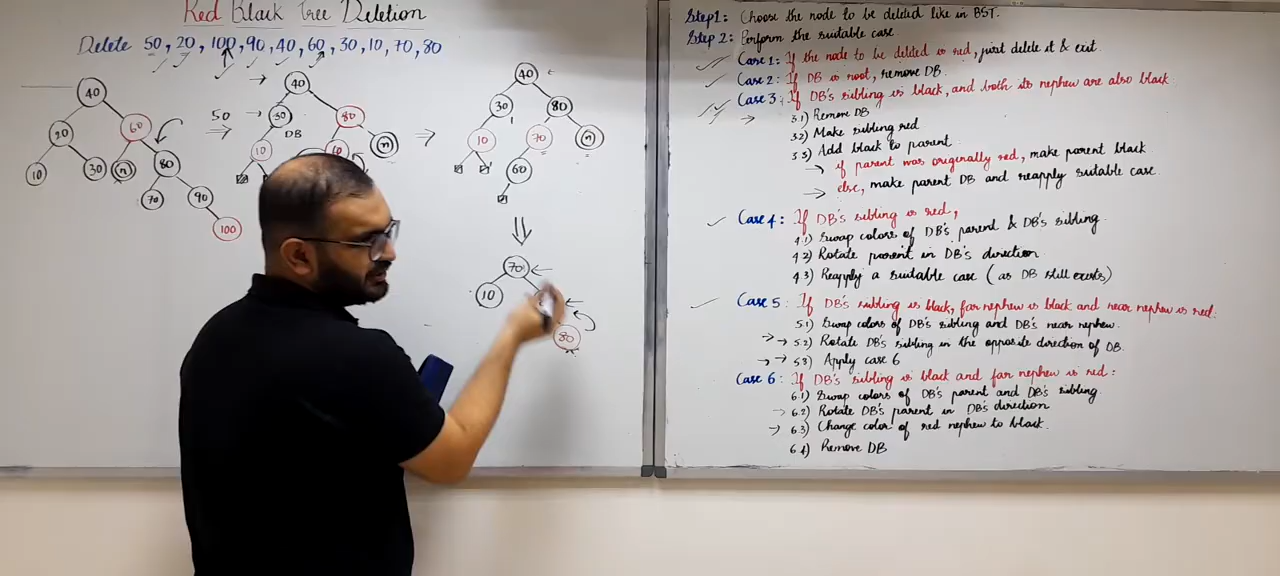 Red Black Tree Deletion
Delete 50, 20, 100, 90, 40, 60, 30, 10, 70, 80
40
20
60
10
30
n
80
70
90
100
50
40
30
80
DB
10
n
40
30
80
10
70
n
60
70
10
80
Step 1: Choose the node to be deleted like in BST.
Step 2: Perform the suitable case.
Case 1: If the node to be deleted is red, just delete it & exit.
Case 2: If DB is root, remove DB.
Case 3: If DB's sibling is black, and both its nephew are also black.
3.1) Remove DB
3.2) Make sibling red
3.3) Add black to parent
if parent was originally red, make parent black
else, make parent DB and reapply suitable case.
Case 4: If DB's sibling is red,
4.1) Swap colors of DB's parent & DB's sibling
4.2) Rotate parent in DB's direction
4.3) Reapply a suitable case (as DB still exists)
Case 5: If DB's sibling is black, far nephew is black and near nephew is red:
5.1) Swap colors of DB's sibling and DB's near nephew.
5.2) Rotate DB's sibling in the opposite direction of DB.
5.3) Apply case 6
Case 6: If DB's sibling is black and far nephew is red:
6.1) Swap colors of DB's parent and DB's sibling
6.2) Rotate DB's parent in DB's direction
6.3) Change color of red nephew to black.
6.4) Remove DB